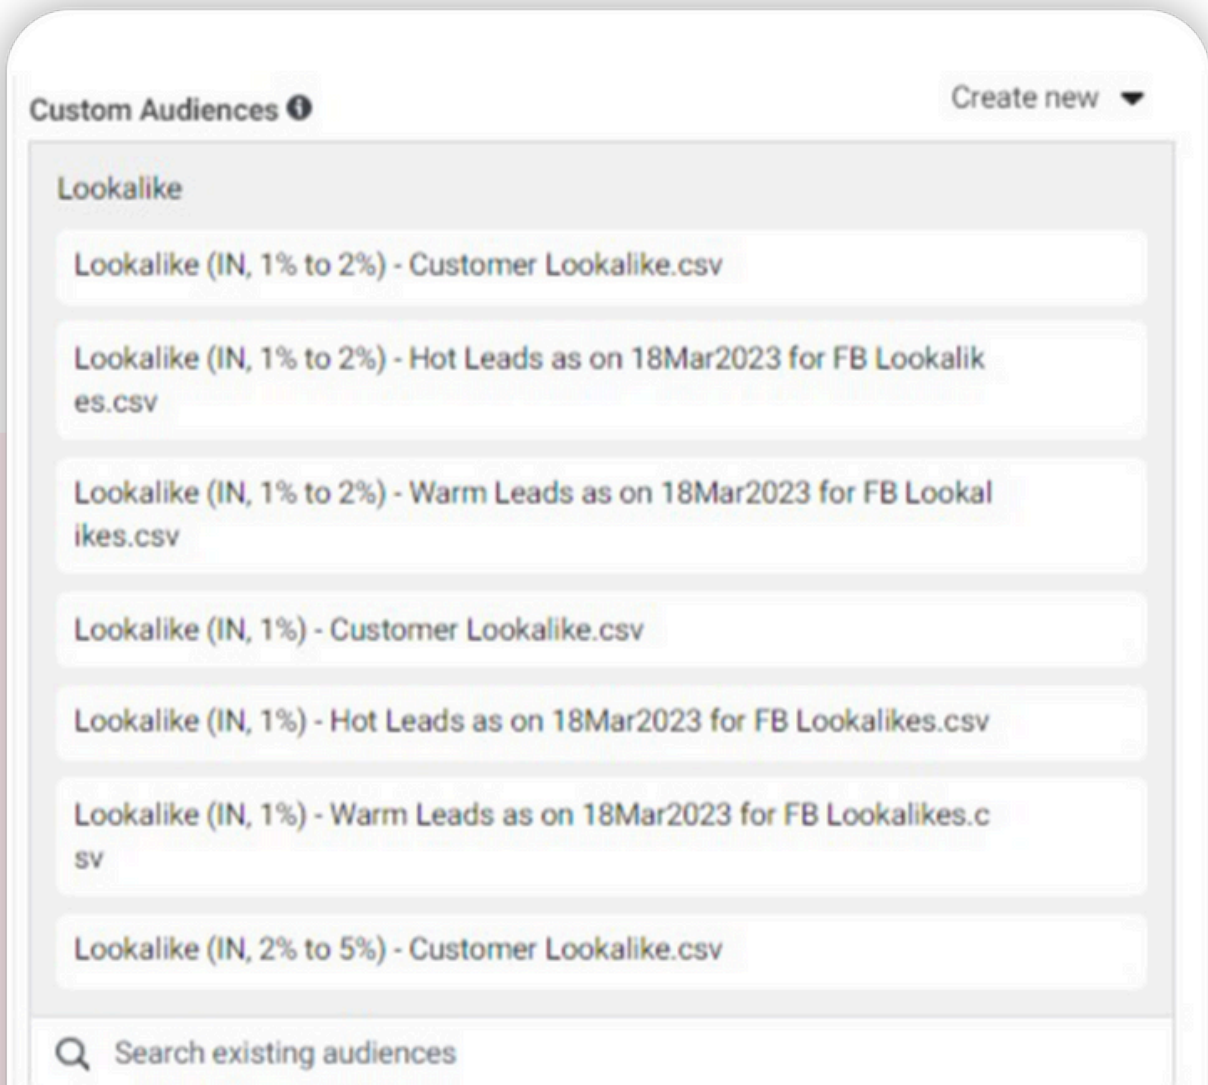 Custom Audiences
Create new
Lookalike
Lookalike (IN, 1% to 2%) - Customer Lookalike.csv
Lookalike (IN, 1% to 2%) - Hot Leads as on 18Mar2023 for FB Lookalik
es.csv
Lookalike (IN, 1% to 2%) - Warm Leads as on 18Mar2023 for FB Lookal
ikes.csv
Lookalike (IN, 1%) - Customer Lookalike.csv
Lookalike (IN, 1%) - Hot Leads as on 18Mar2023 for FB Lookalikes.csv
Lookalike (IN, 1%) - Warm Leads as on 18Mar2023 for FB Lookalikes.c
sv
Lookalike (IN, 2% to 5%) - Customer Lookalike.csv
Search existing audiences